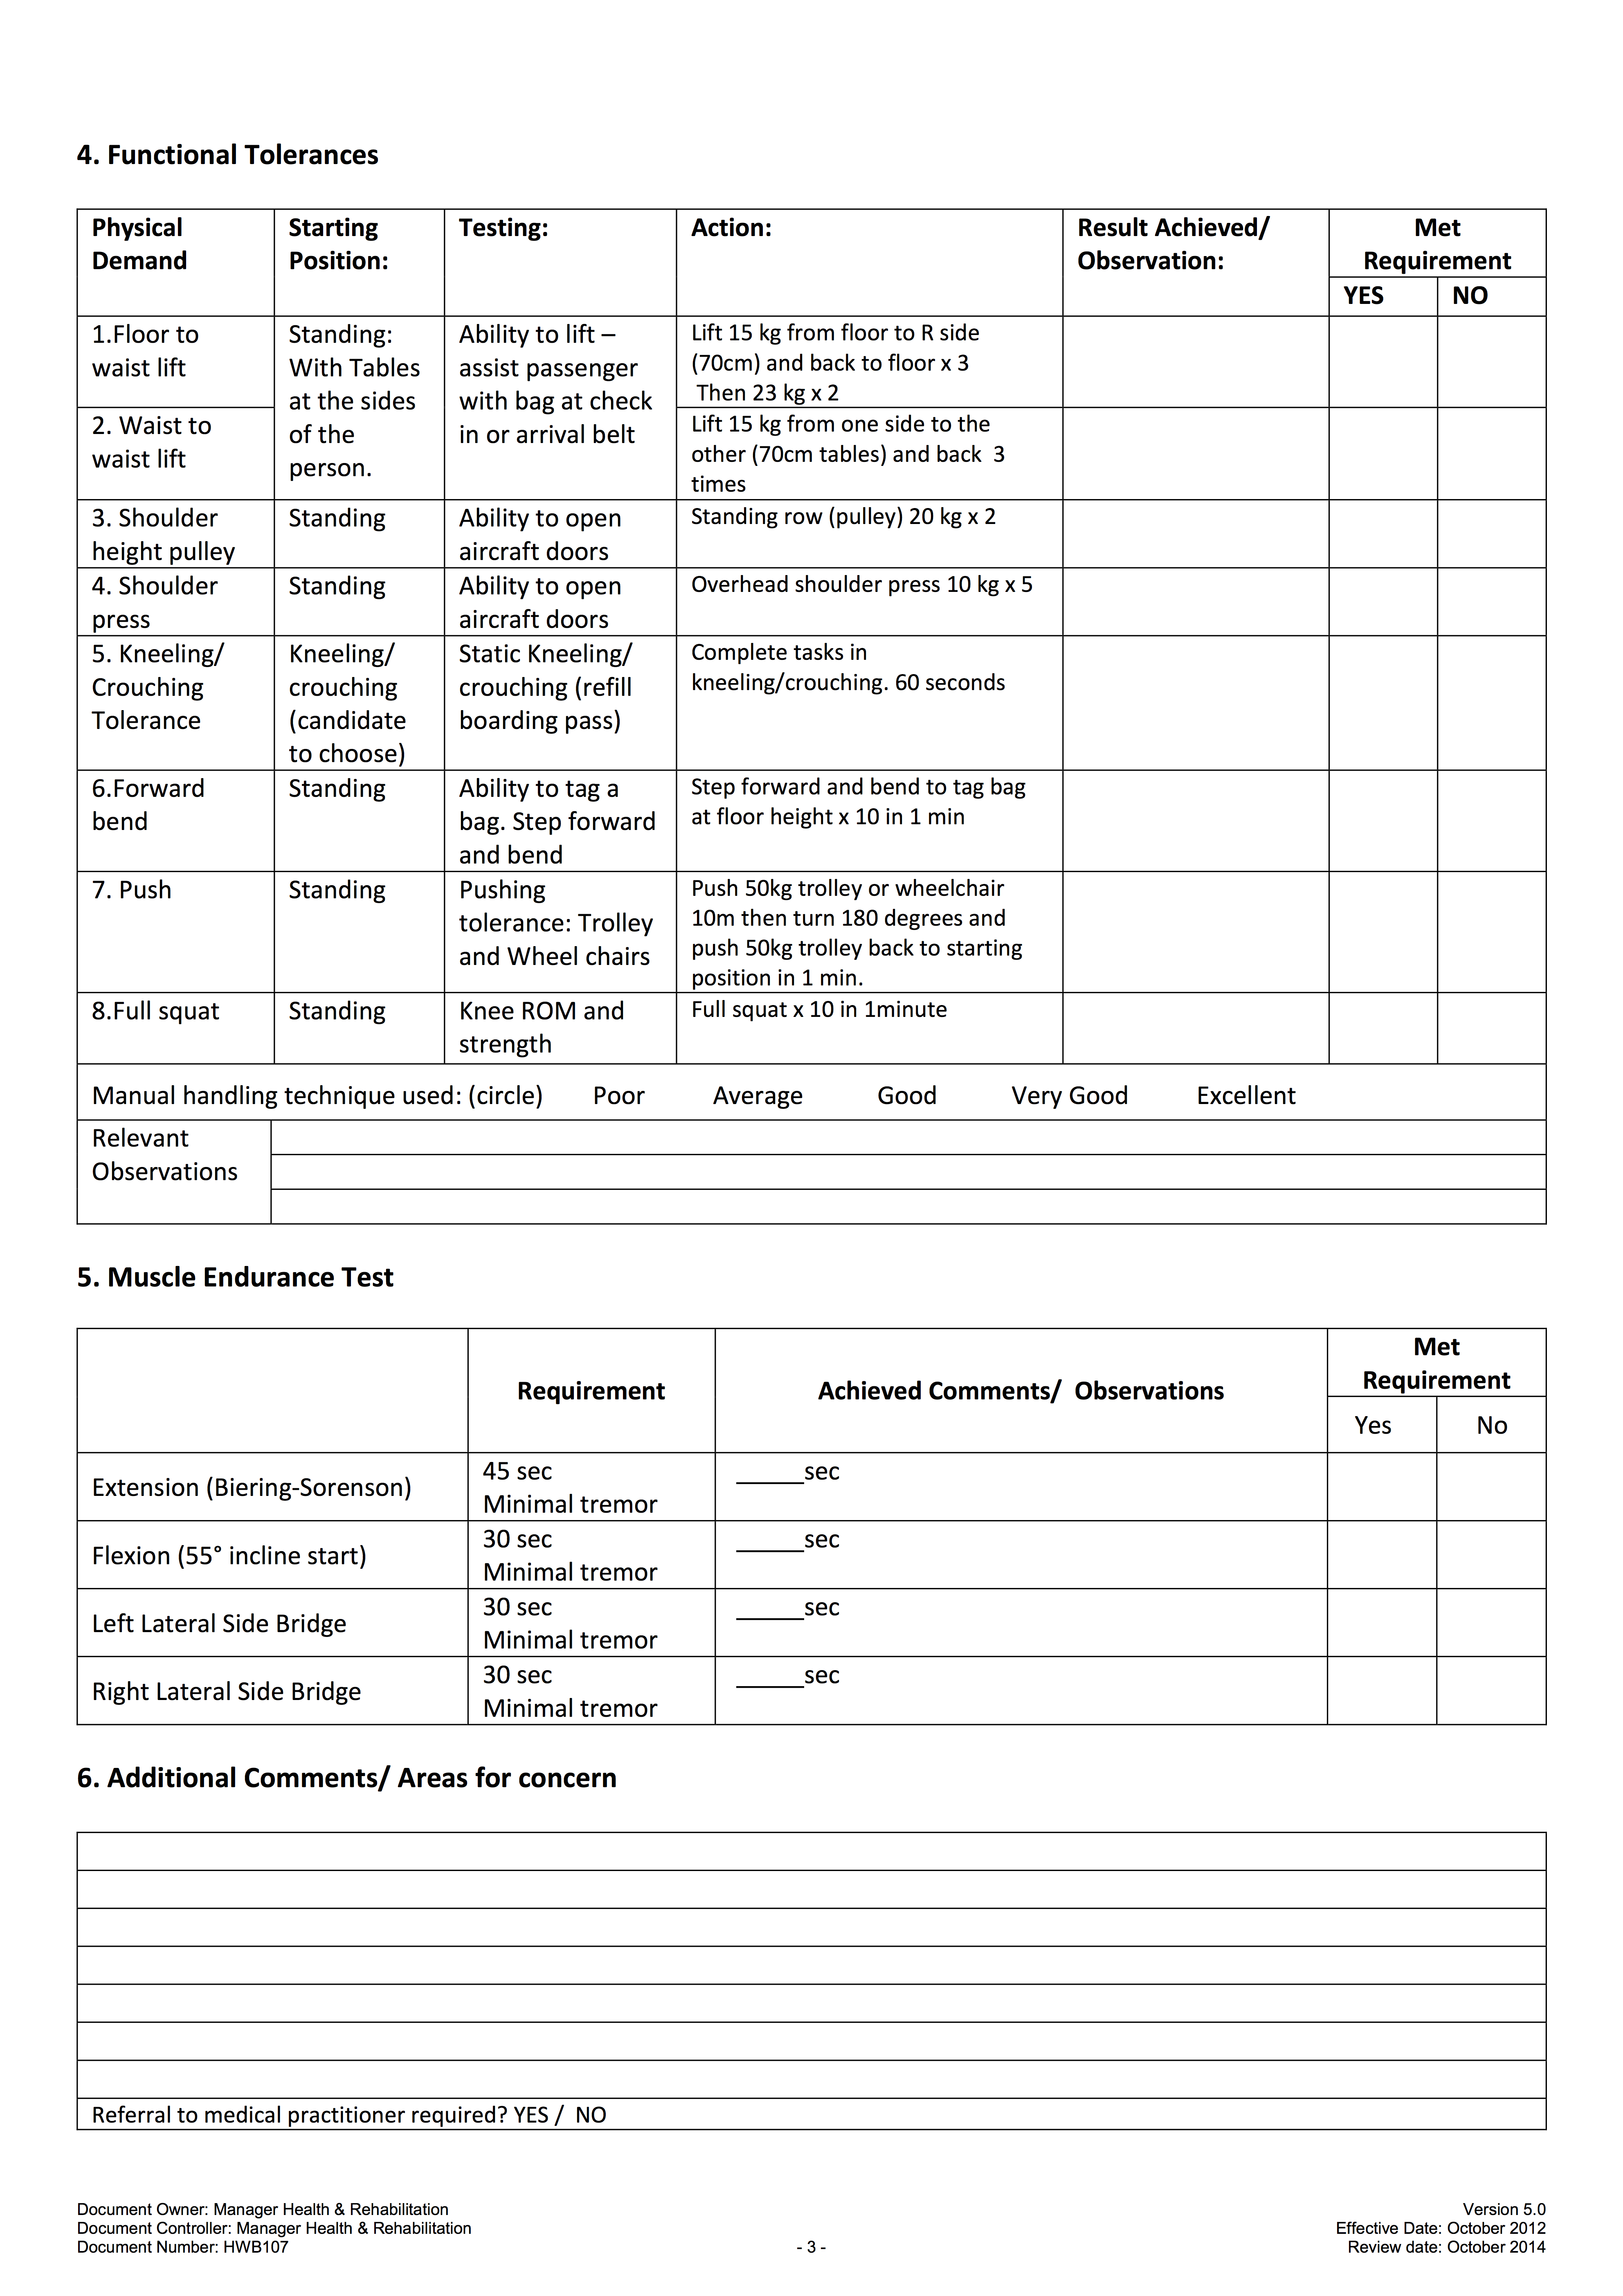 4. Functional Tolerances
Physical
Demand
Starting
Position:
Testing:
Action:
Result Achieved/
Observation:
Met
Requirement
YES
NO
1.Floor to
waist lift
Standing:
With Tables
at the sides
of the
person.
Ability to lift –
assist passenger
with bag at check
in or arrival belt
Lift 15 kg from floor to R side
(70cm) and back to floor x 3
Then 23 kg x 2
2. Waist to
waist lift
Lift 15 kg from one side to the
other (70cm tables) and back  3
times
3. Shoulder
height pulley
Standing
Ability to open
aircraft doors
Standing row (pulley) 20 kg x 2
4. Shoulder
press
Standing
Ability to open
aircraft doors
Overhead shoulder press 10 kg x 5
5. Kneeling/
Crouching
Tolerance
Kneeling/
crouching
(candidate
to choose)
Static Kneeling/
crouching (refill
boarding pass)
Complete tasks in
kneeling/crouching. 60 seconds
6.Forward
bend
Standing
Ability to tag a
bag. Step forward
and bend
Step forward and bend to tag bag
at floor height x 10 in 1 min
7. Push
Standing
Pushing
tolerance: Trolley
and Wheel chairs
Push 50kg trolley or wheelchair
10m then turn 180 degrees and
push 50kg trolley back to starting
position in 1 min.
8.Full squat
Standing
Knee ROM and
strength
Full squat x 10 in 1minute
Manual handling technique used: (circle) Poor Average Good Very Good Excellent
Relevant
Observations
5. Muscle Endurance Test
Requirement
Achieved Comments/ Observations
Met
Requirement
Yes
No
Extension (Biering-Sorenson)
45 sec
Minimal tremor
_____sec
Flexion (55° incline start)
30 sec
Minimal tremor
_____sec
Left Lateral Side Bridge
30 sec
Minimal tremor
_____sec
Right Lateral Side Bridge
30 sec
Minimal tremor
_____sec
6. Additional Comments/ Areas for concern
Referral to medical practitioner required? YES / NO
Document Owner: Manager Health & Rehabilitation
Document Controller: Manager Health & Rehabilitation
Document Number: HWB107
- 3 -
Version 5.0
Effective Date: October 2012
Review date: October 2014